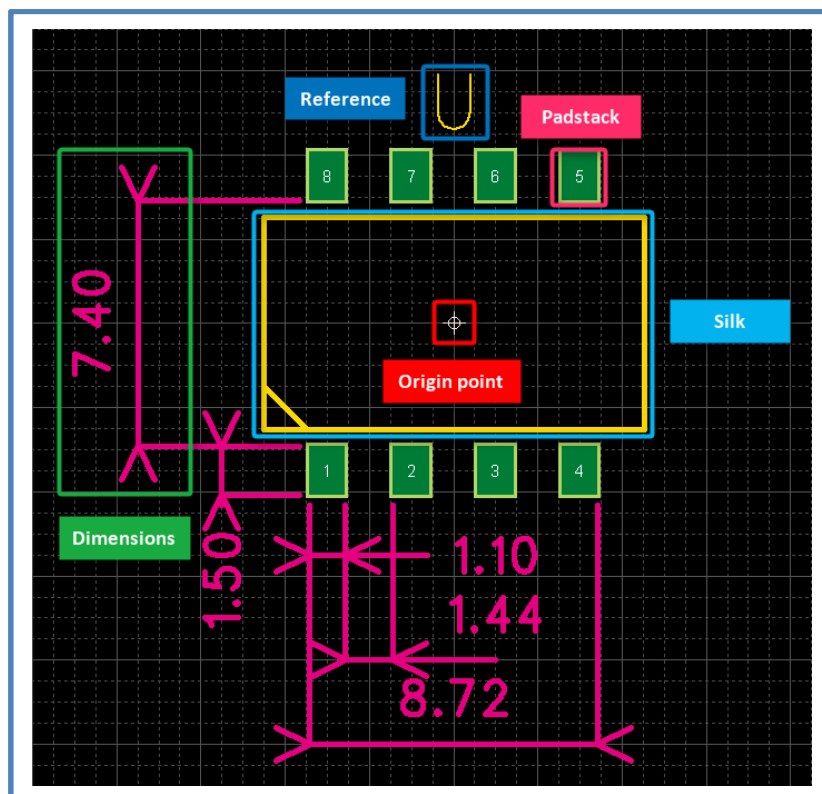 Reference
U
Padstack
8
7
6
5
7.40
Silk
Origin point
1
2
3
4
Dimensions
1.50
1.10
1.44
8.72